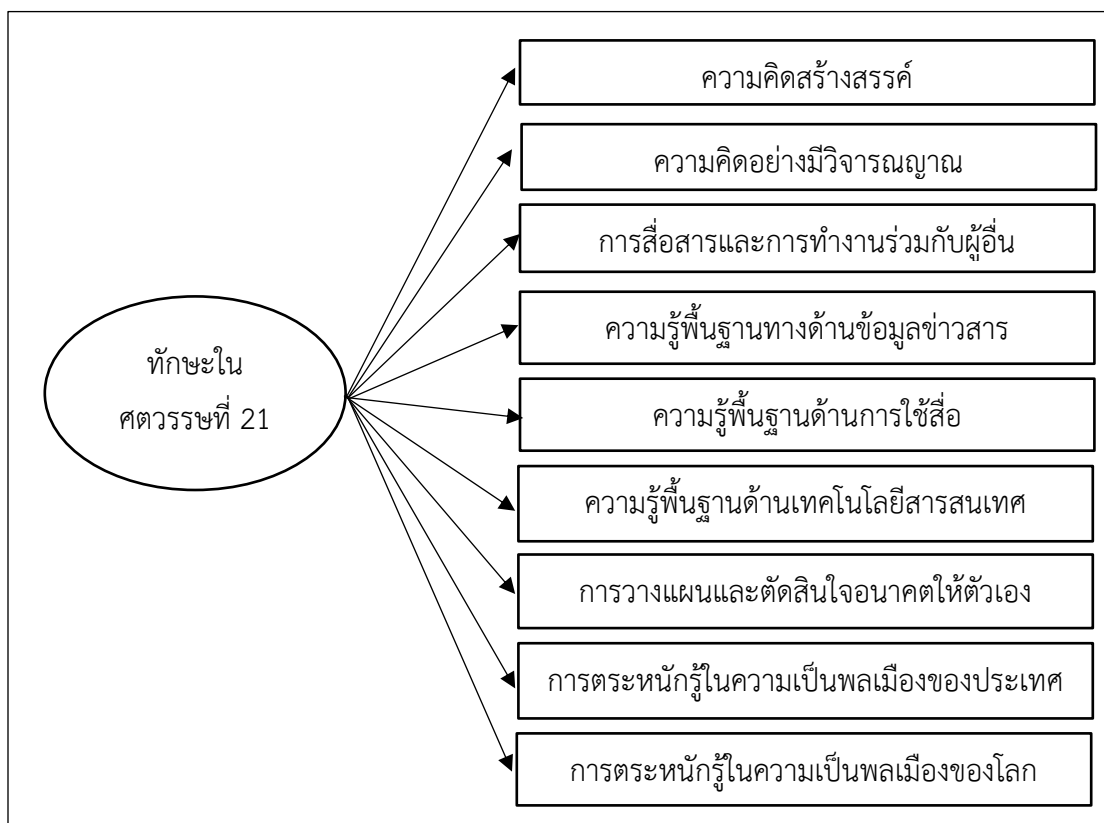 ความคิดสร้างสรรค์
ความคิดอย่างมีวิจารณญาณ
การสื่อสารและการทำงานร่วมกับผู้อื่น
ความรู้พื้นฐานทางด้านข้อมูลข่าวสาร
ทักษะใน
ศตวรรษที่ 21
ความรู้พื้นฐานด้านการใช้สื่อ
ความรู้พื้นฐานด้านเทคโนโลยีสารสนเทศ
การวางแผนและตัดสินใจอนาคตให้ตัวเอง
การตระหนักรู้ในความเป็นพลเมืองของประเทศ
การตระหนักรู้ในความเป็นพลเมืองของโลก